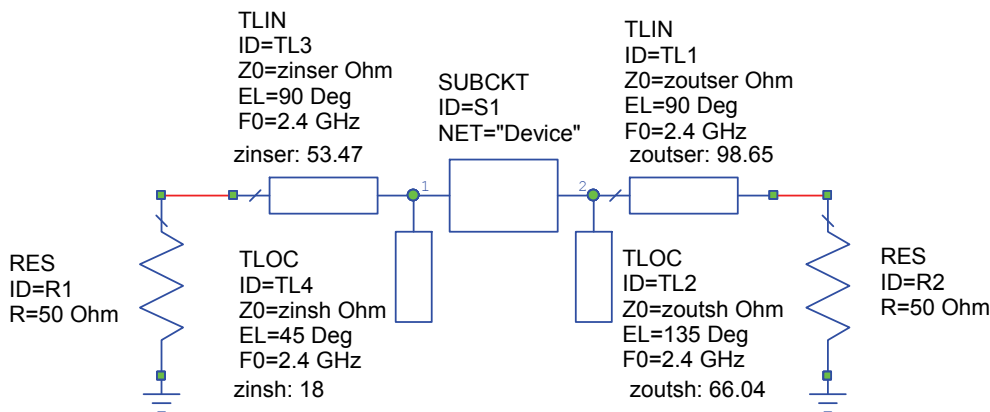 TLIN
ID=TL3
Z0=zinser Ohm
EL=90 Deg
F0=2.4 GHz
zinser: 53.47
SUBCKT
ID=S1
NET="Device"
TLIN
ID=TL1
Z0=zoutser Ohm
EL=90 Deg
F0=2.4 GHz
zoutser: 98.65
1
2
RES
ID=R1
R=50 Ohm
TLOC
ID=TL4
Z0=zinsh Ohm
EL=45 Deg
F0=2.4 GHz
zinsh: 18
TLOC
ID=TL2
Z0=zoutsh Ohm
EL=135 Deg
F0=2.4 GHz
zoutsh: 66.04
RES
ID=R2
R=50 Ohm